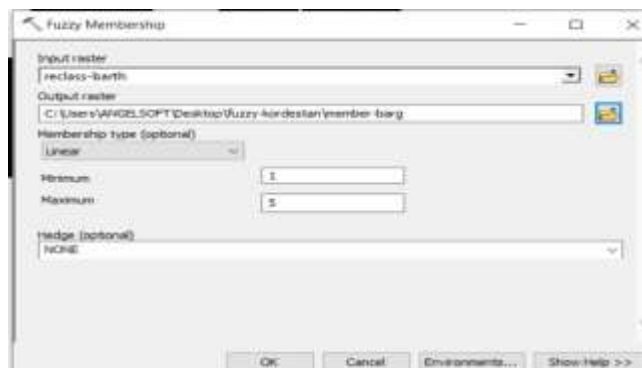 Fuzzy Membership
Input raster
reclass-barth
Output raster
C:\Users\ANGELSOFT\Desktop\fuzzy-kordestan\member-barg
Membership type (optional)
Linear
Minimum
1
Maximum
5
Hedge (optional)
NONE
OK Cancel Environments... Show Help >>